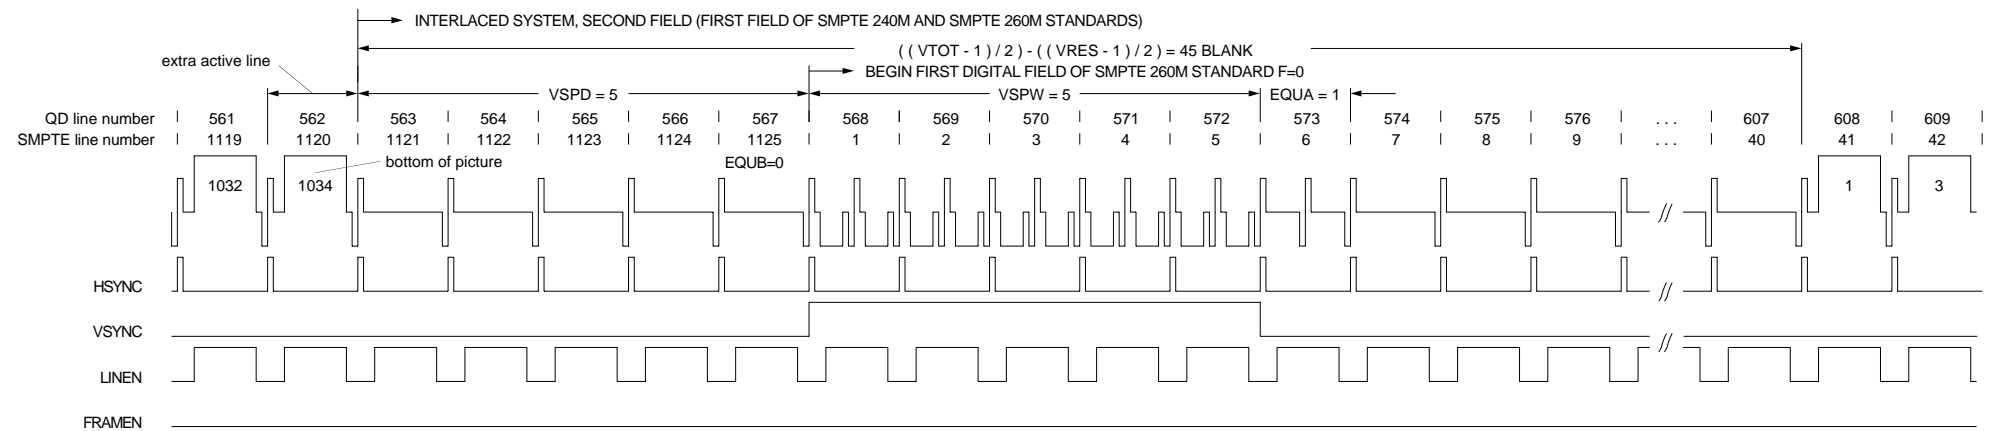 INTERLACED SYSTEM, SECOND FIELD (FIRST FIELD OF SMPTE 240M AND SMPTE 260M STANDARDS)
( ( VTOT - 1 ) / 2 ) - ( ( VRES - 1 ) / 2 ) = 45 BLANK
extra active line
BEGIN FIRST DIGITAL FIELD OF SMPTE 260M STANDARD F=0
VSPD = 5 VSPW = 5 EQUA = 1
QD line number 561 562 563 564 565 566 567 568 569 570 571 572 573 574 575 576 . . . 607 608 609
SMPTE line number 1119 1120 1121 1122 1123 1124 1125 1 2 3 4 5 6 7 8 9 . . . 40 41 42
bottom of picture EQUB=0
1032 1034 1 3
HSYNC
VSYNC
LINEN
FRAMEN